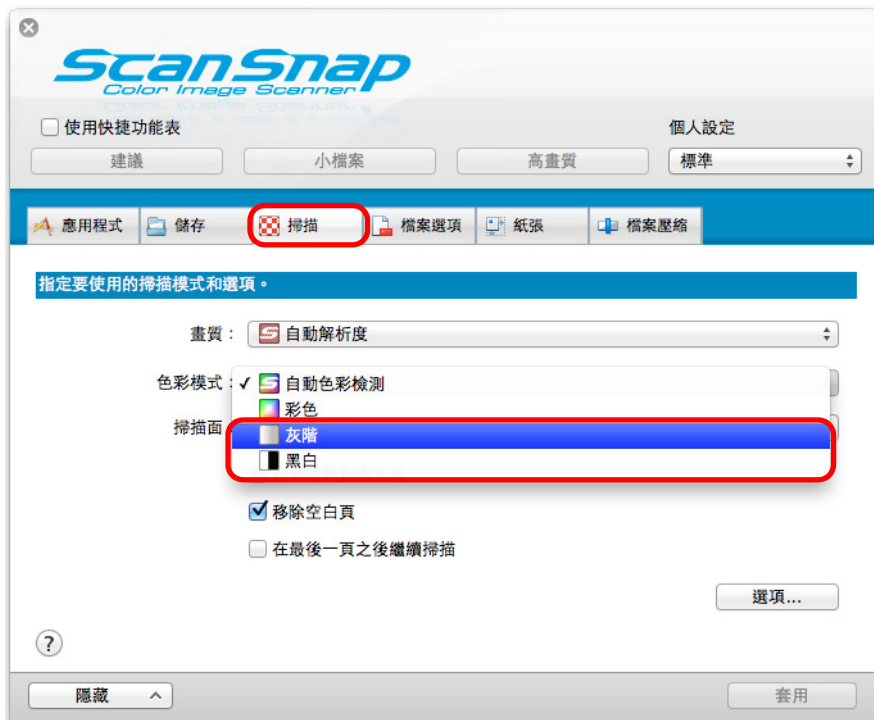 ScanSnap
Color Image Scanner
使用快捷功能表
個人設定
建議 小檔案 高畫質 標準
應用程式 儲存 掃描 檔案選項 紙張 檔案壓縮
指定要使用的掃描模式和選項。
畫質： 自動解析度
色彩模式： ✓ 自動色彩檢測
彩色
掃描面
灰階
黑白
移除空白頁
在最後一頁之後繼續掃描
選項...
?
隱藏 套用